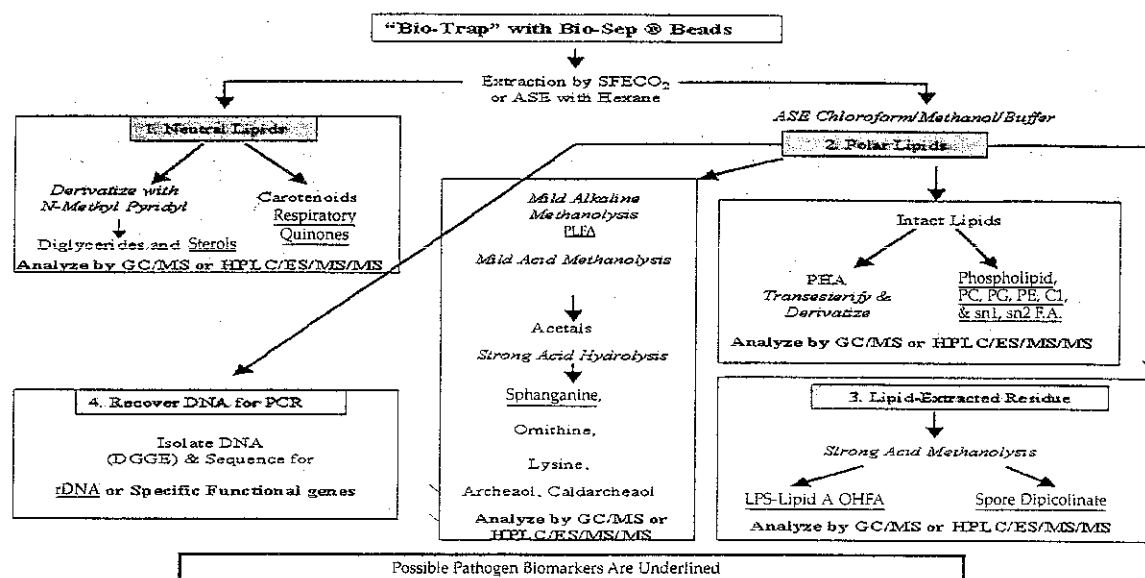 "Bio-Trap" with Bio-Sep ® Beads
Extraction by SFECO₂
or ASE with Hexane
1. Neutral Lipids
Derivatize with
N-Methyl Pyridyl
Diglycerides and Sterols
Carotenoids
Respiratory
Quinones
Analyze by GC/MS or HPLC/ES/MS/MS
ASE Chloroform/Methanol/Buffer
2. Polar Lipids
Mild Alkaline
Methanolysis
PLFA
Mild Acid Methanolysis
Acetals
Strong Acid Hydrolysis
Sphanganine,
Ornithine,
Lysine,
Archeaol, Caldarcheaol
Analyze by GC/MS or
HPLC/ES/MS/MS
Intact Lipids
PHA
Transesterify &
Derivatize
Phospholipid,
PC, PG, PE, C1,
& sn1, sn2 F.A.
Analyze by GC/MS or HPLC/ES/MS/MS
3. Lipid-Extracted Residue
Strong Acid Methanolysis
LPS-Lipid A OHFA
Spore Dipicolinate
Analyze by GC/MS or HPLC/ES/MS/MS
4. Recover DNA for PCR
Isolate DNA
(DGGE) & Sequence for
rDNA or Specific Functional genes
Possible Pathogen Biomarkers Are Underlined